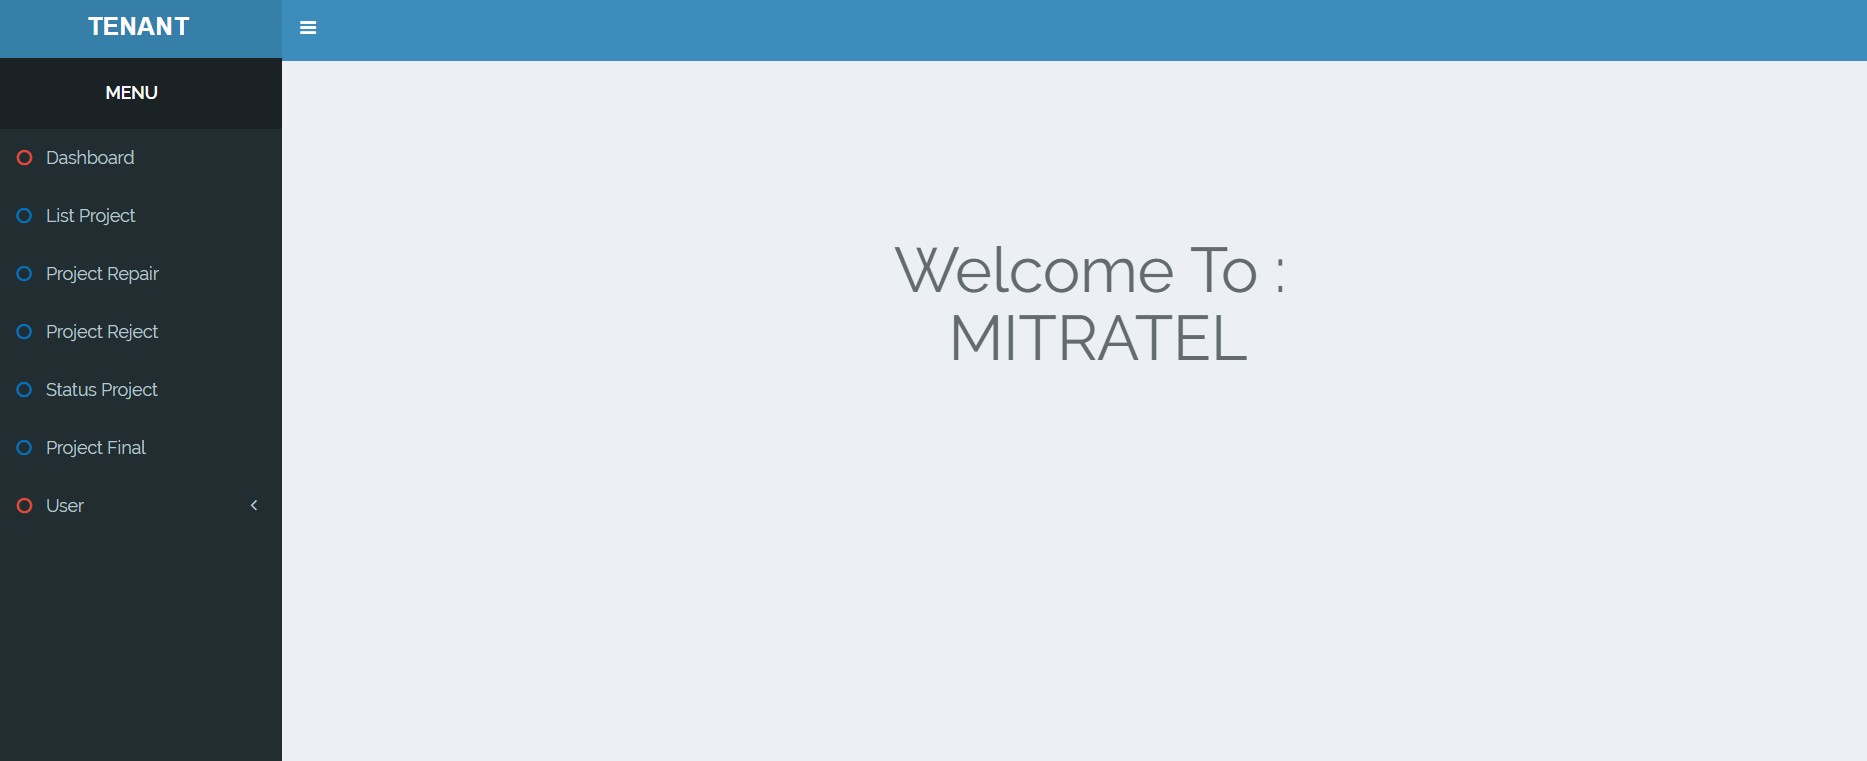 TENANT
MENU
Dashboard
List Project
Project Repair
Project Reject
Status Project
Project Final
User
Welcome To :
MITRATEL